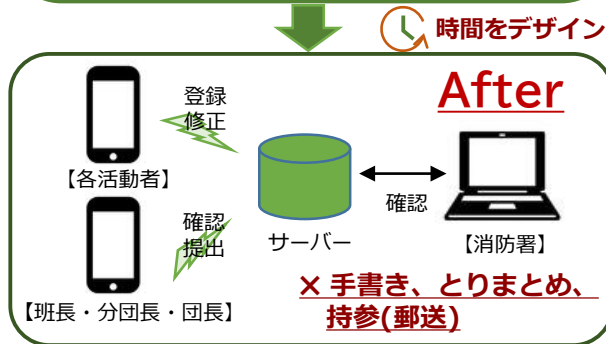 時間をデザイン
After
登録
修正
【各活動者】
確認
提出
サーバー
確認
【消防署】
【班長・分団長・団長】
× 手書き、とりまとめ、
持参(郵送)